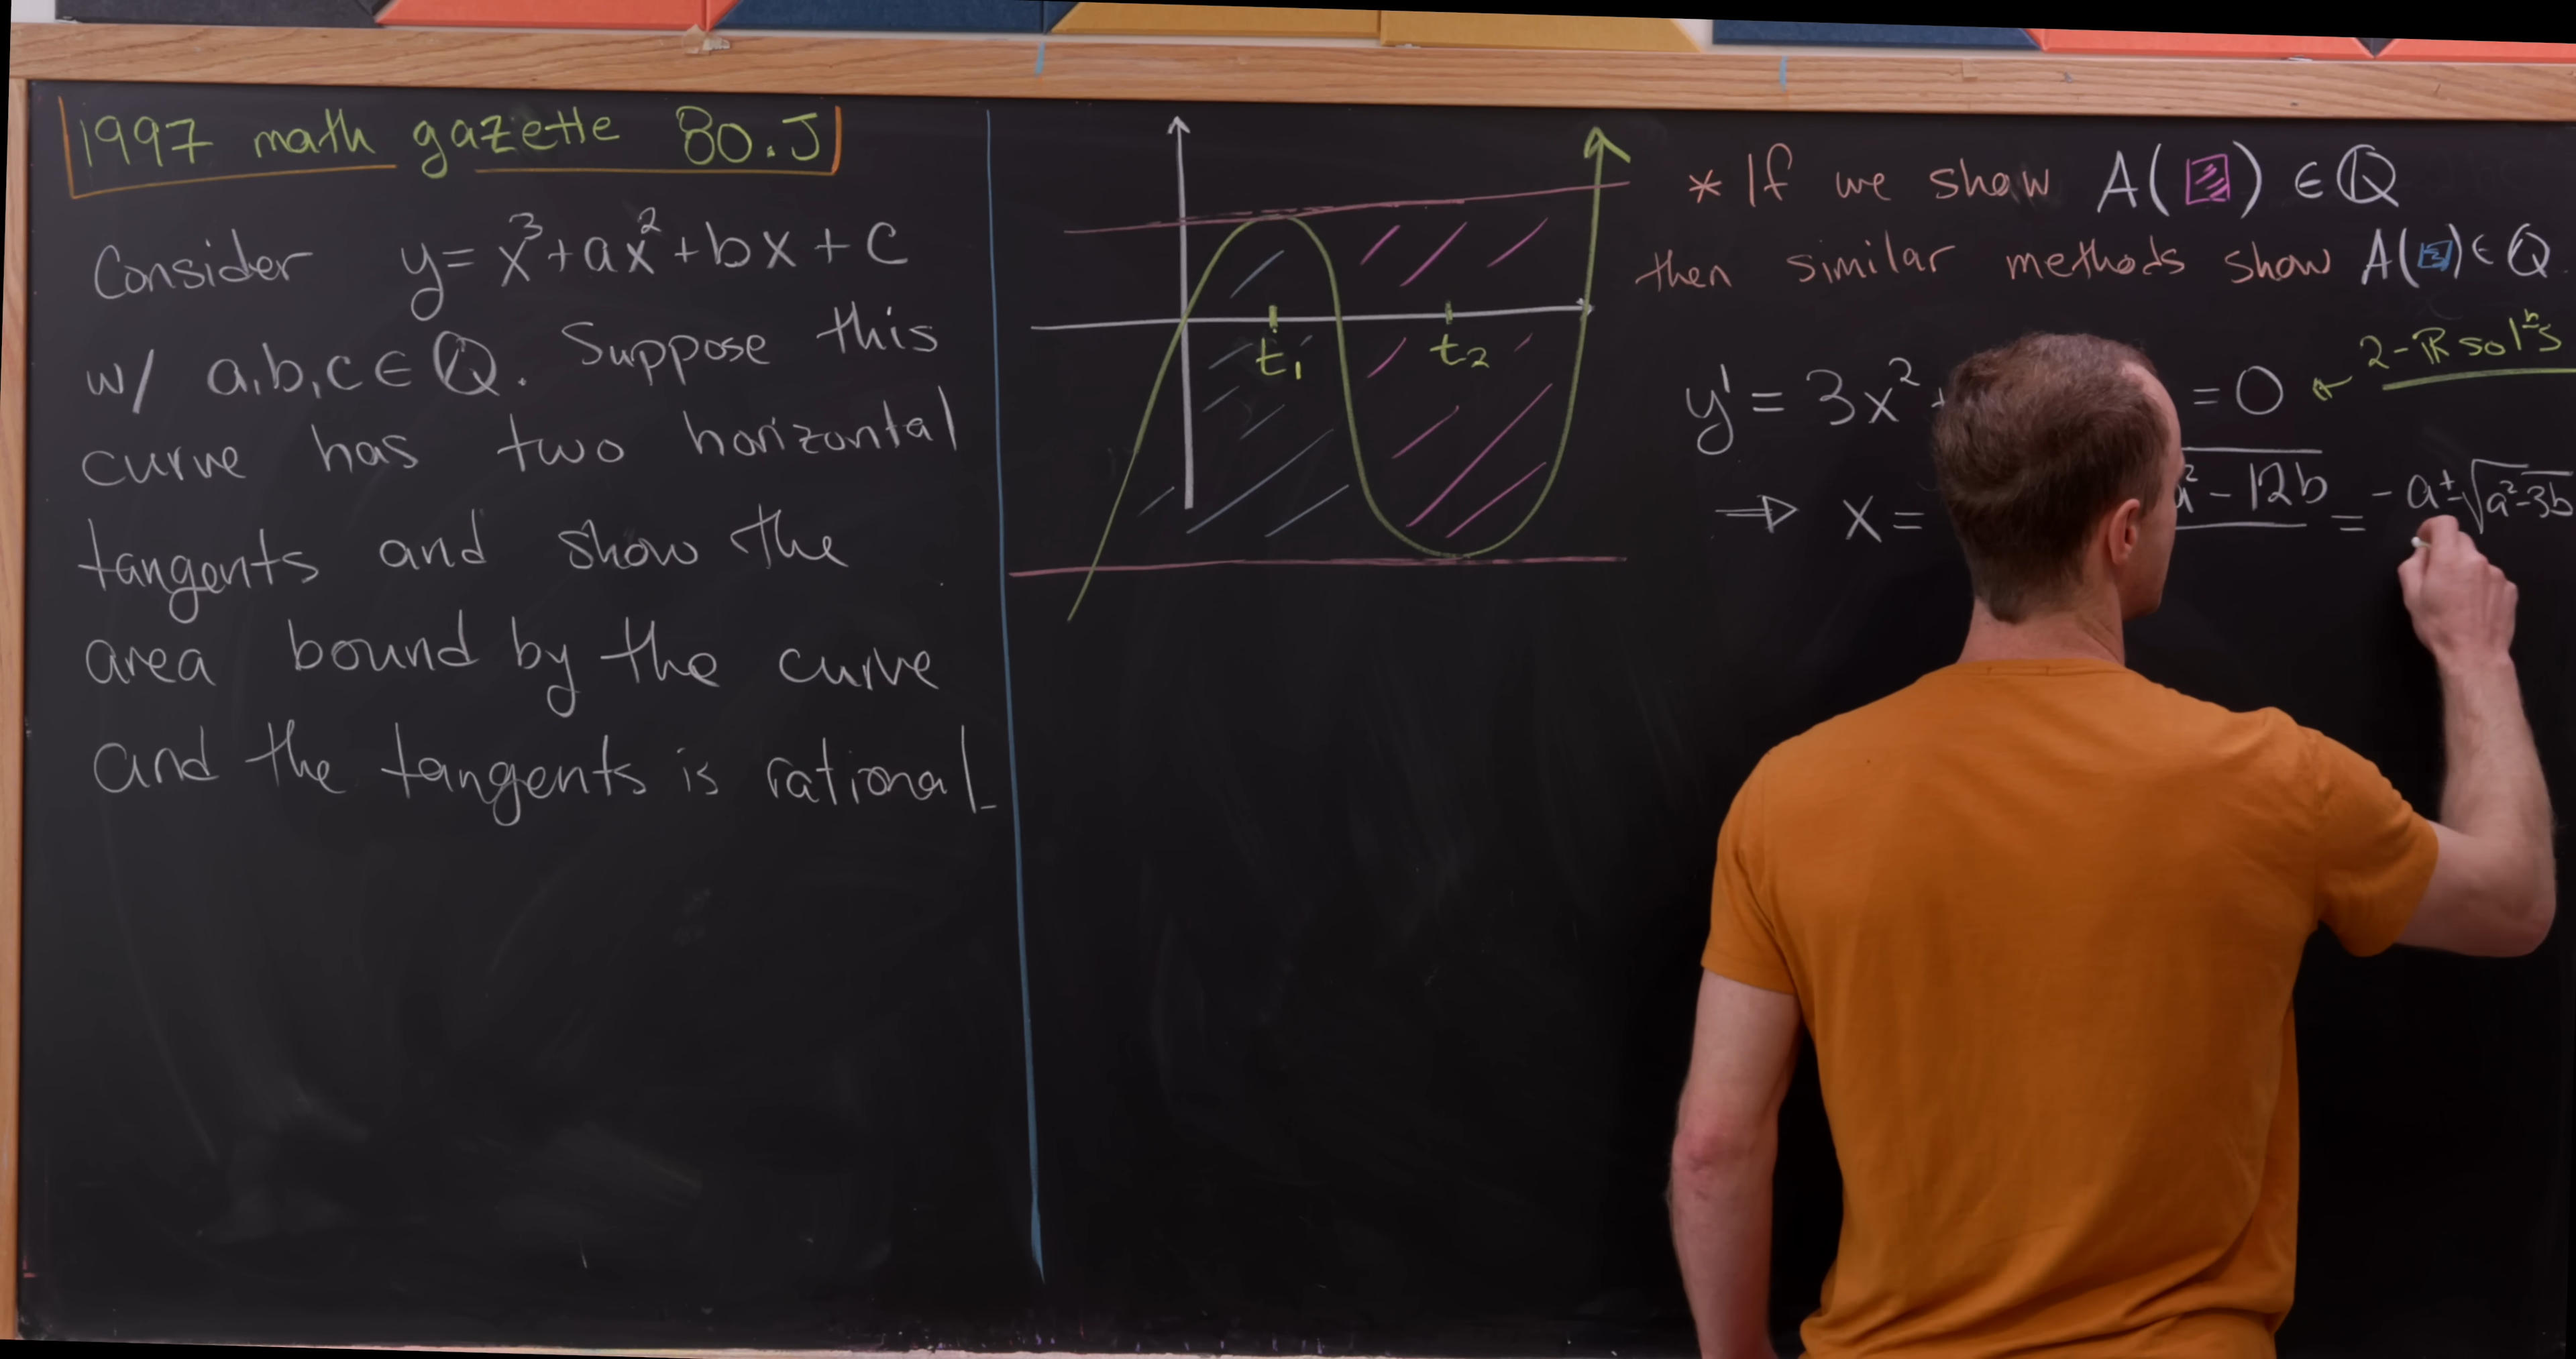 1997 math gazette 80.J
Consider y = x³ + ax² + bx + c
w/ a,b,c ∈ ℚ. Suppose this
curve has two horizontal
tangents and show the
area bound by the curve
and the tangents is rational.
t₁ t₂
* If we show A( ) ∈ ℚ
then similar methods show A( ) ∈ ℚ.
2-ℝ solⁿs
y' = 3x² + = 0
⇒ x = a² - 12b = -a ± √a²-3b